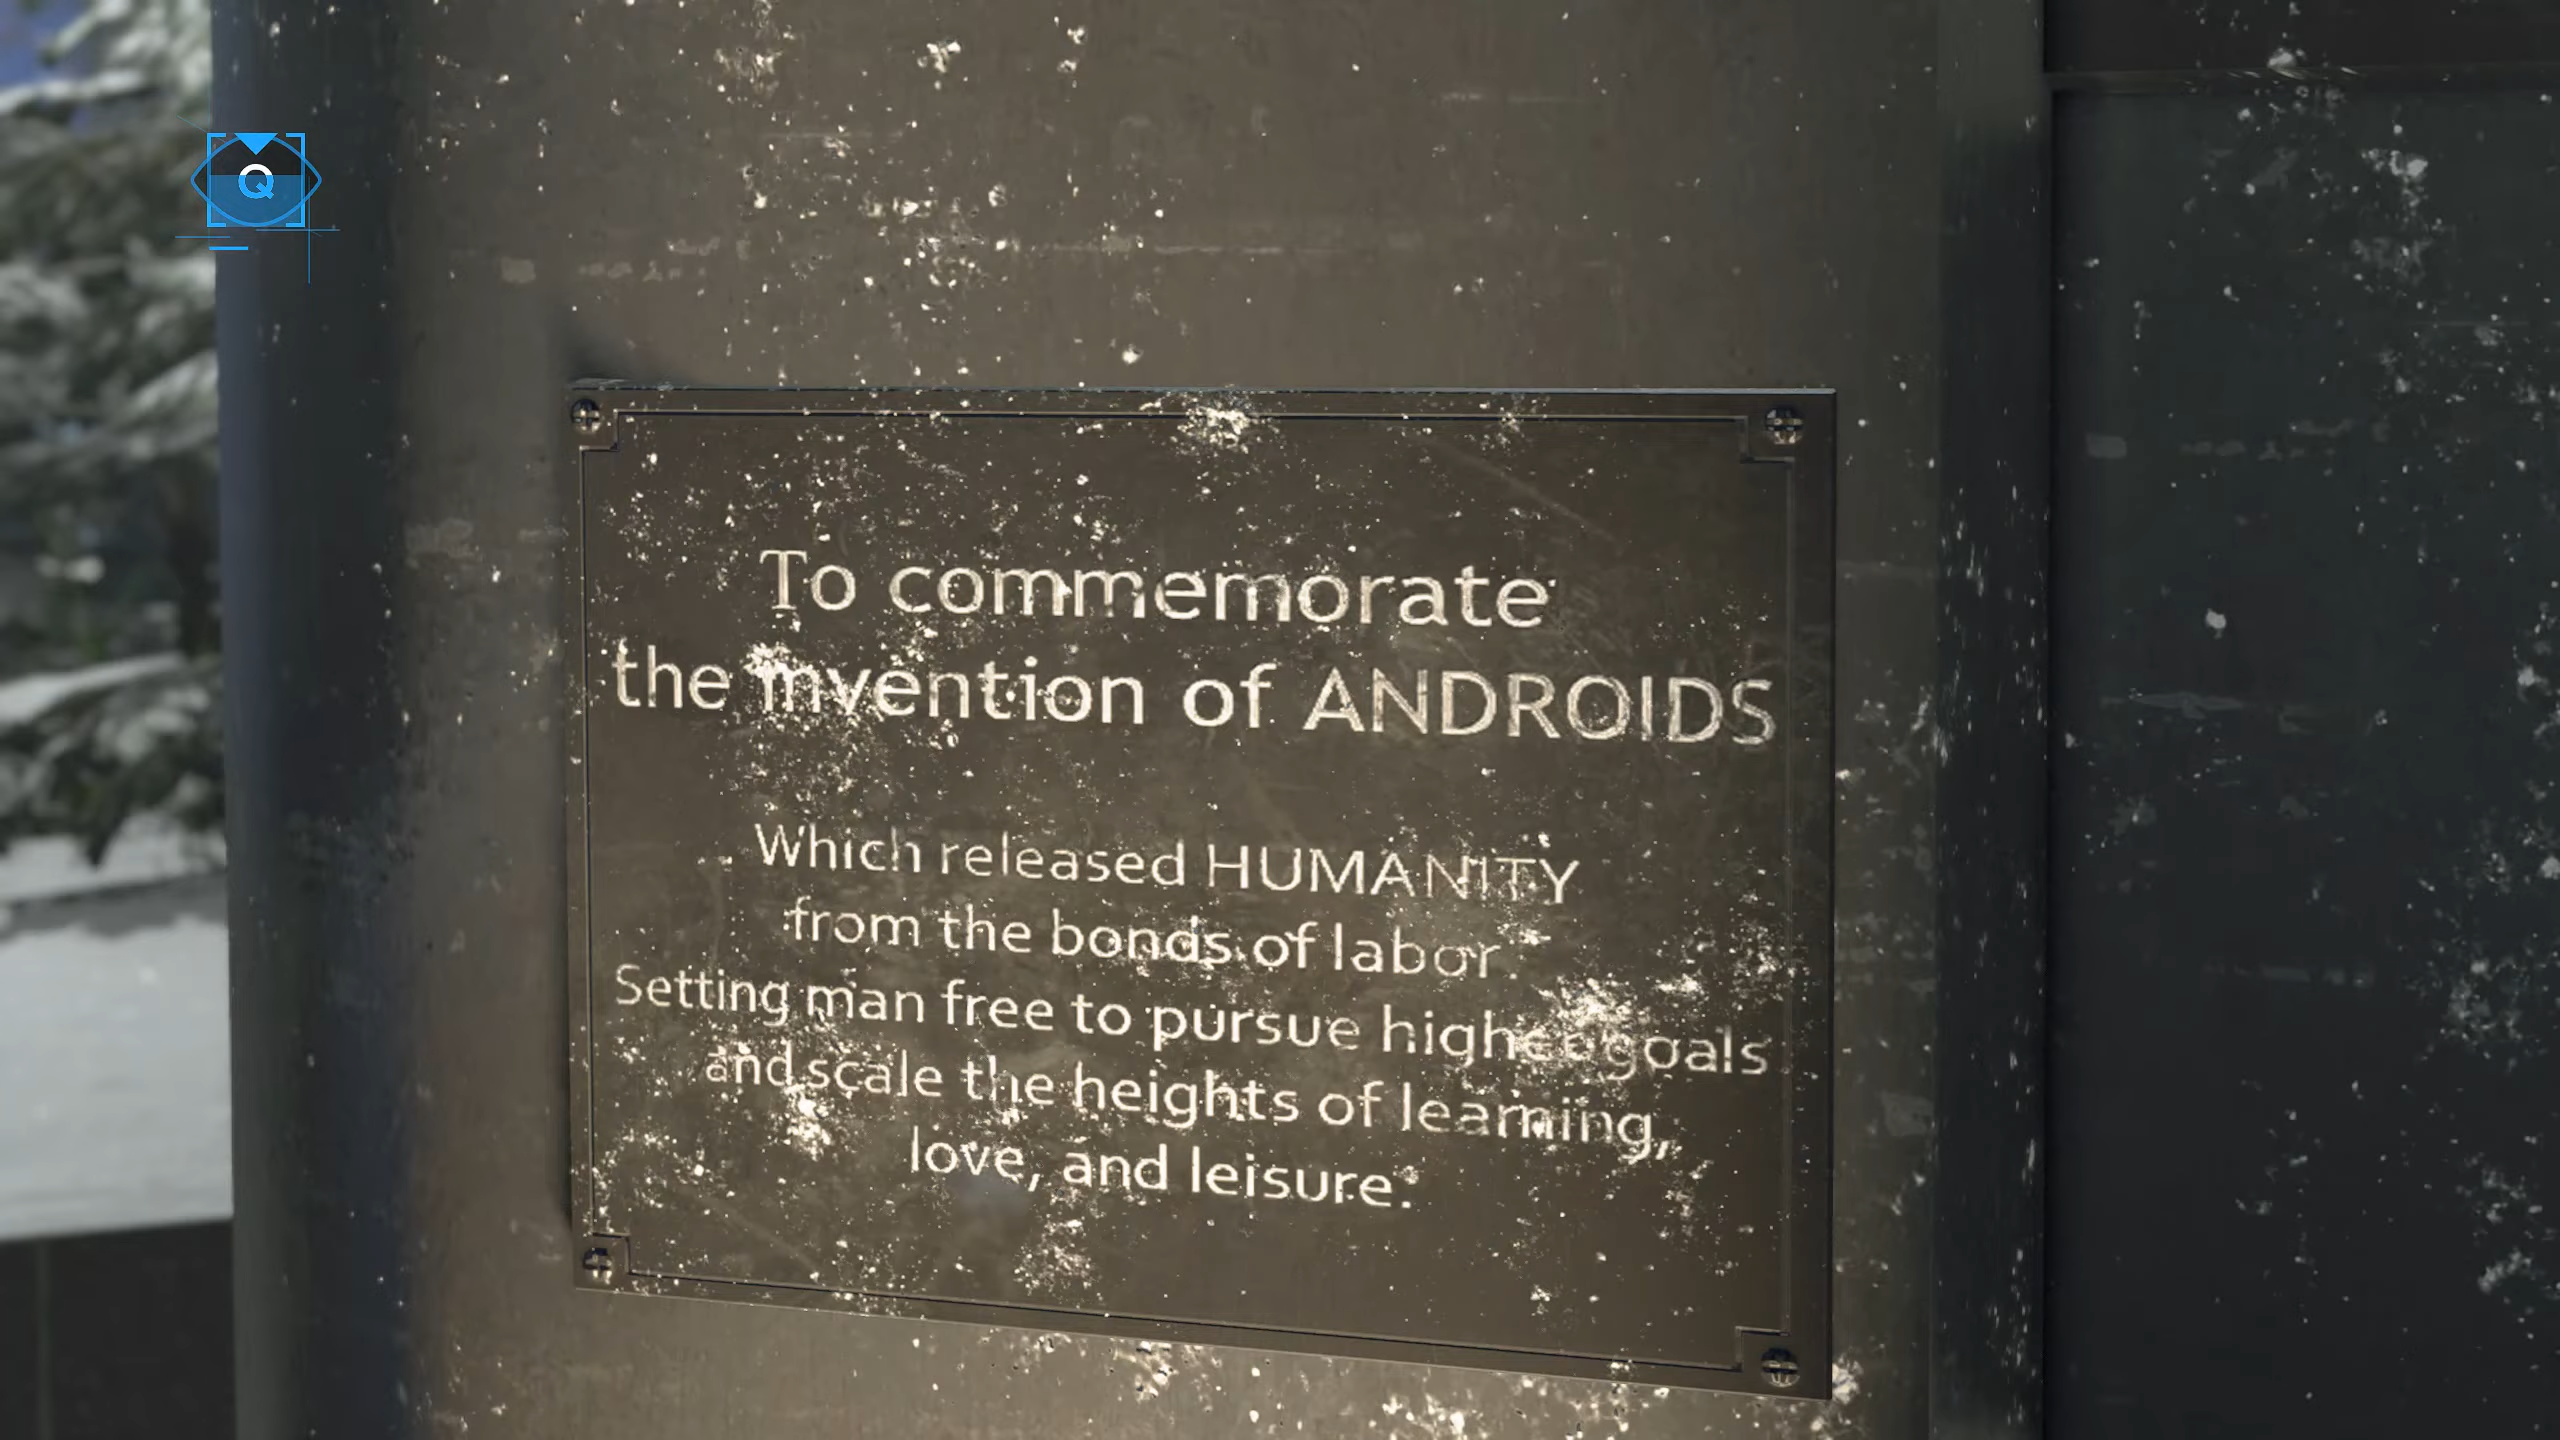 Q
To commemorate
the invention of ANDROIDS
Which released HUMANITY
from the bonds of labor.
Setting man free to pursue higher goals
and scale the heights of learning,
love, and leisure.